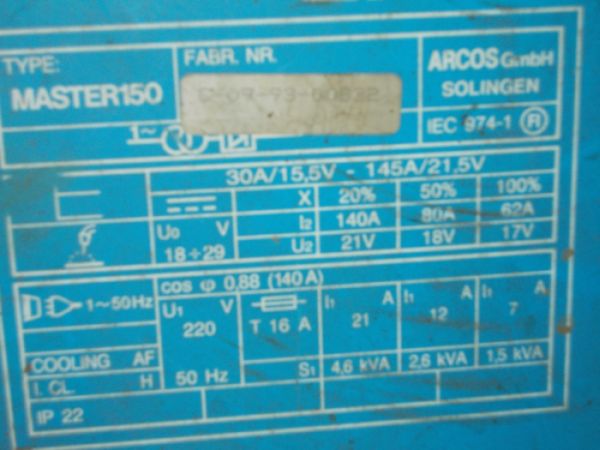 TYPE:
MASTER150
FABR. NR.
ARCOS GmbH
SOLINGEN
IEC 974-1 R
1~
30A/15,5V - 145A/21,5V
X 20% 50% 100%
I2 140A 80A 62A
U0 V
18÷29
U2 21V 18V 17V
cos φ 0,88 (140A)
1~50Hz
U1 V
220
50 Hz
T 16 A
I1 A
21
I1 A
12
I1 A
7
S1 4,6 kVA 2,6 kVA 1,5 kVA
COOLING AF
I. CL. H
IP 22